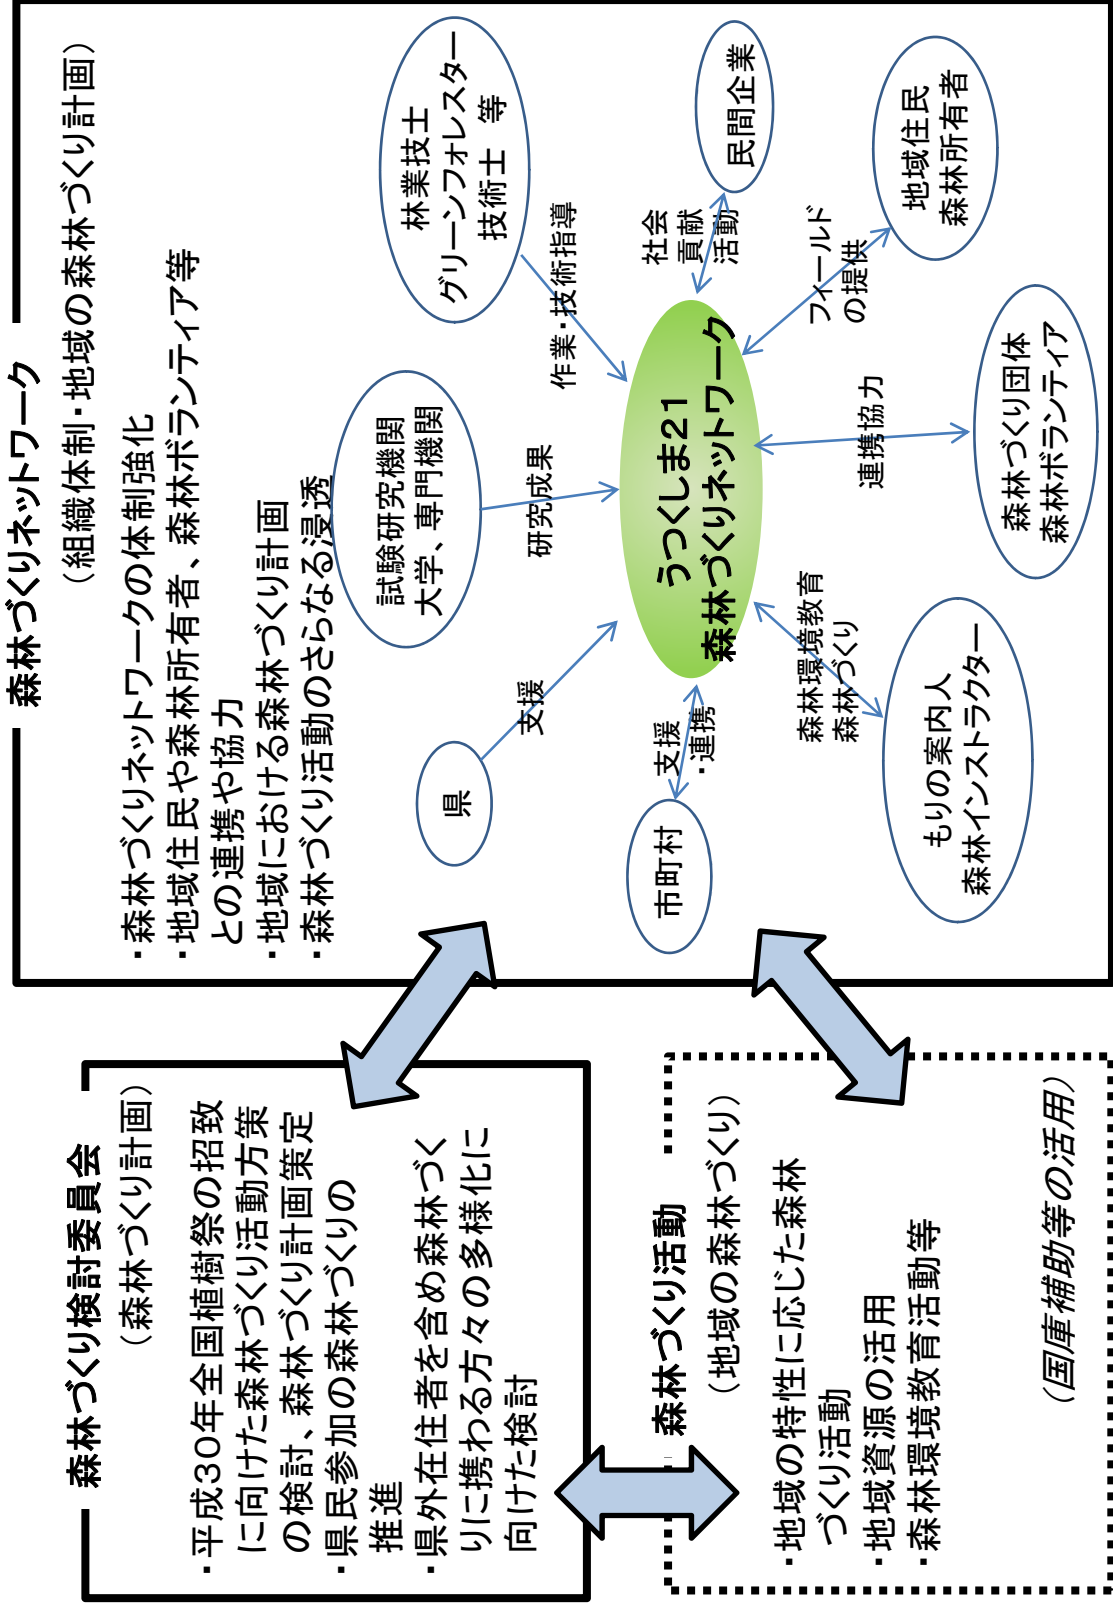 森林づくり検討委員会
（森林づくり計画）
・平成３０年全国植樹祭の招致
に向けた森林づくり活動方策
の検討、森林づくり計画策定
・県民参加の森林づくりの
推進
・県外在住者を含め森林づく
りに携わる方々の多様化に
向けた検討
森林づくり活動
（地域の森林づくり）
・地域の特性に応じた森林
づくり活動
・地域資源の活用
・森林環境教育活動等
（国庫補助等の活用）
森林づくりネットワーク
（組織体制・地域の森林づくり計画）
・森林づくりネットワークの体制強化
・地域住民や森林所有者、森林ボランティア等
との連携や協力
・地域における森林づくり計画
・森林づくり活動のさらなる浸透
県
支援
試験研究機関
大学、専門機関
研究成果
林業技士
グリーンフォレスター
技術士　等
作業・技術指導
市町村
支援
・連携
うつくしま２１
森林づくりネットワーク
社会
貢献
活動
民間企業
もりの案内人
森林インストラクター
森林環境教育
森林づくり
森林づくり団体
森林ボランティア
連携協力
フィールド
の提供
地域住民
森林所有者